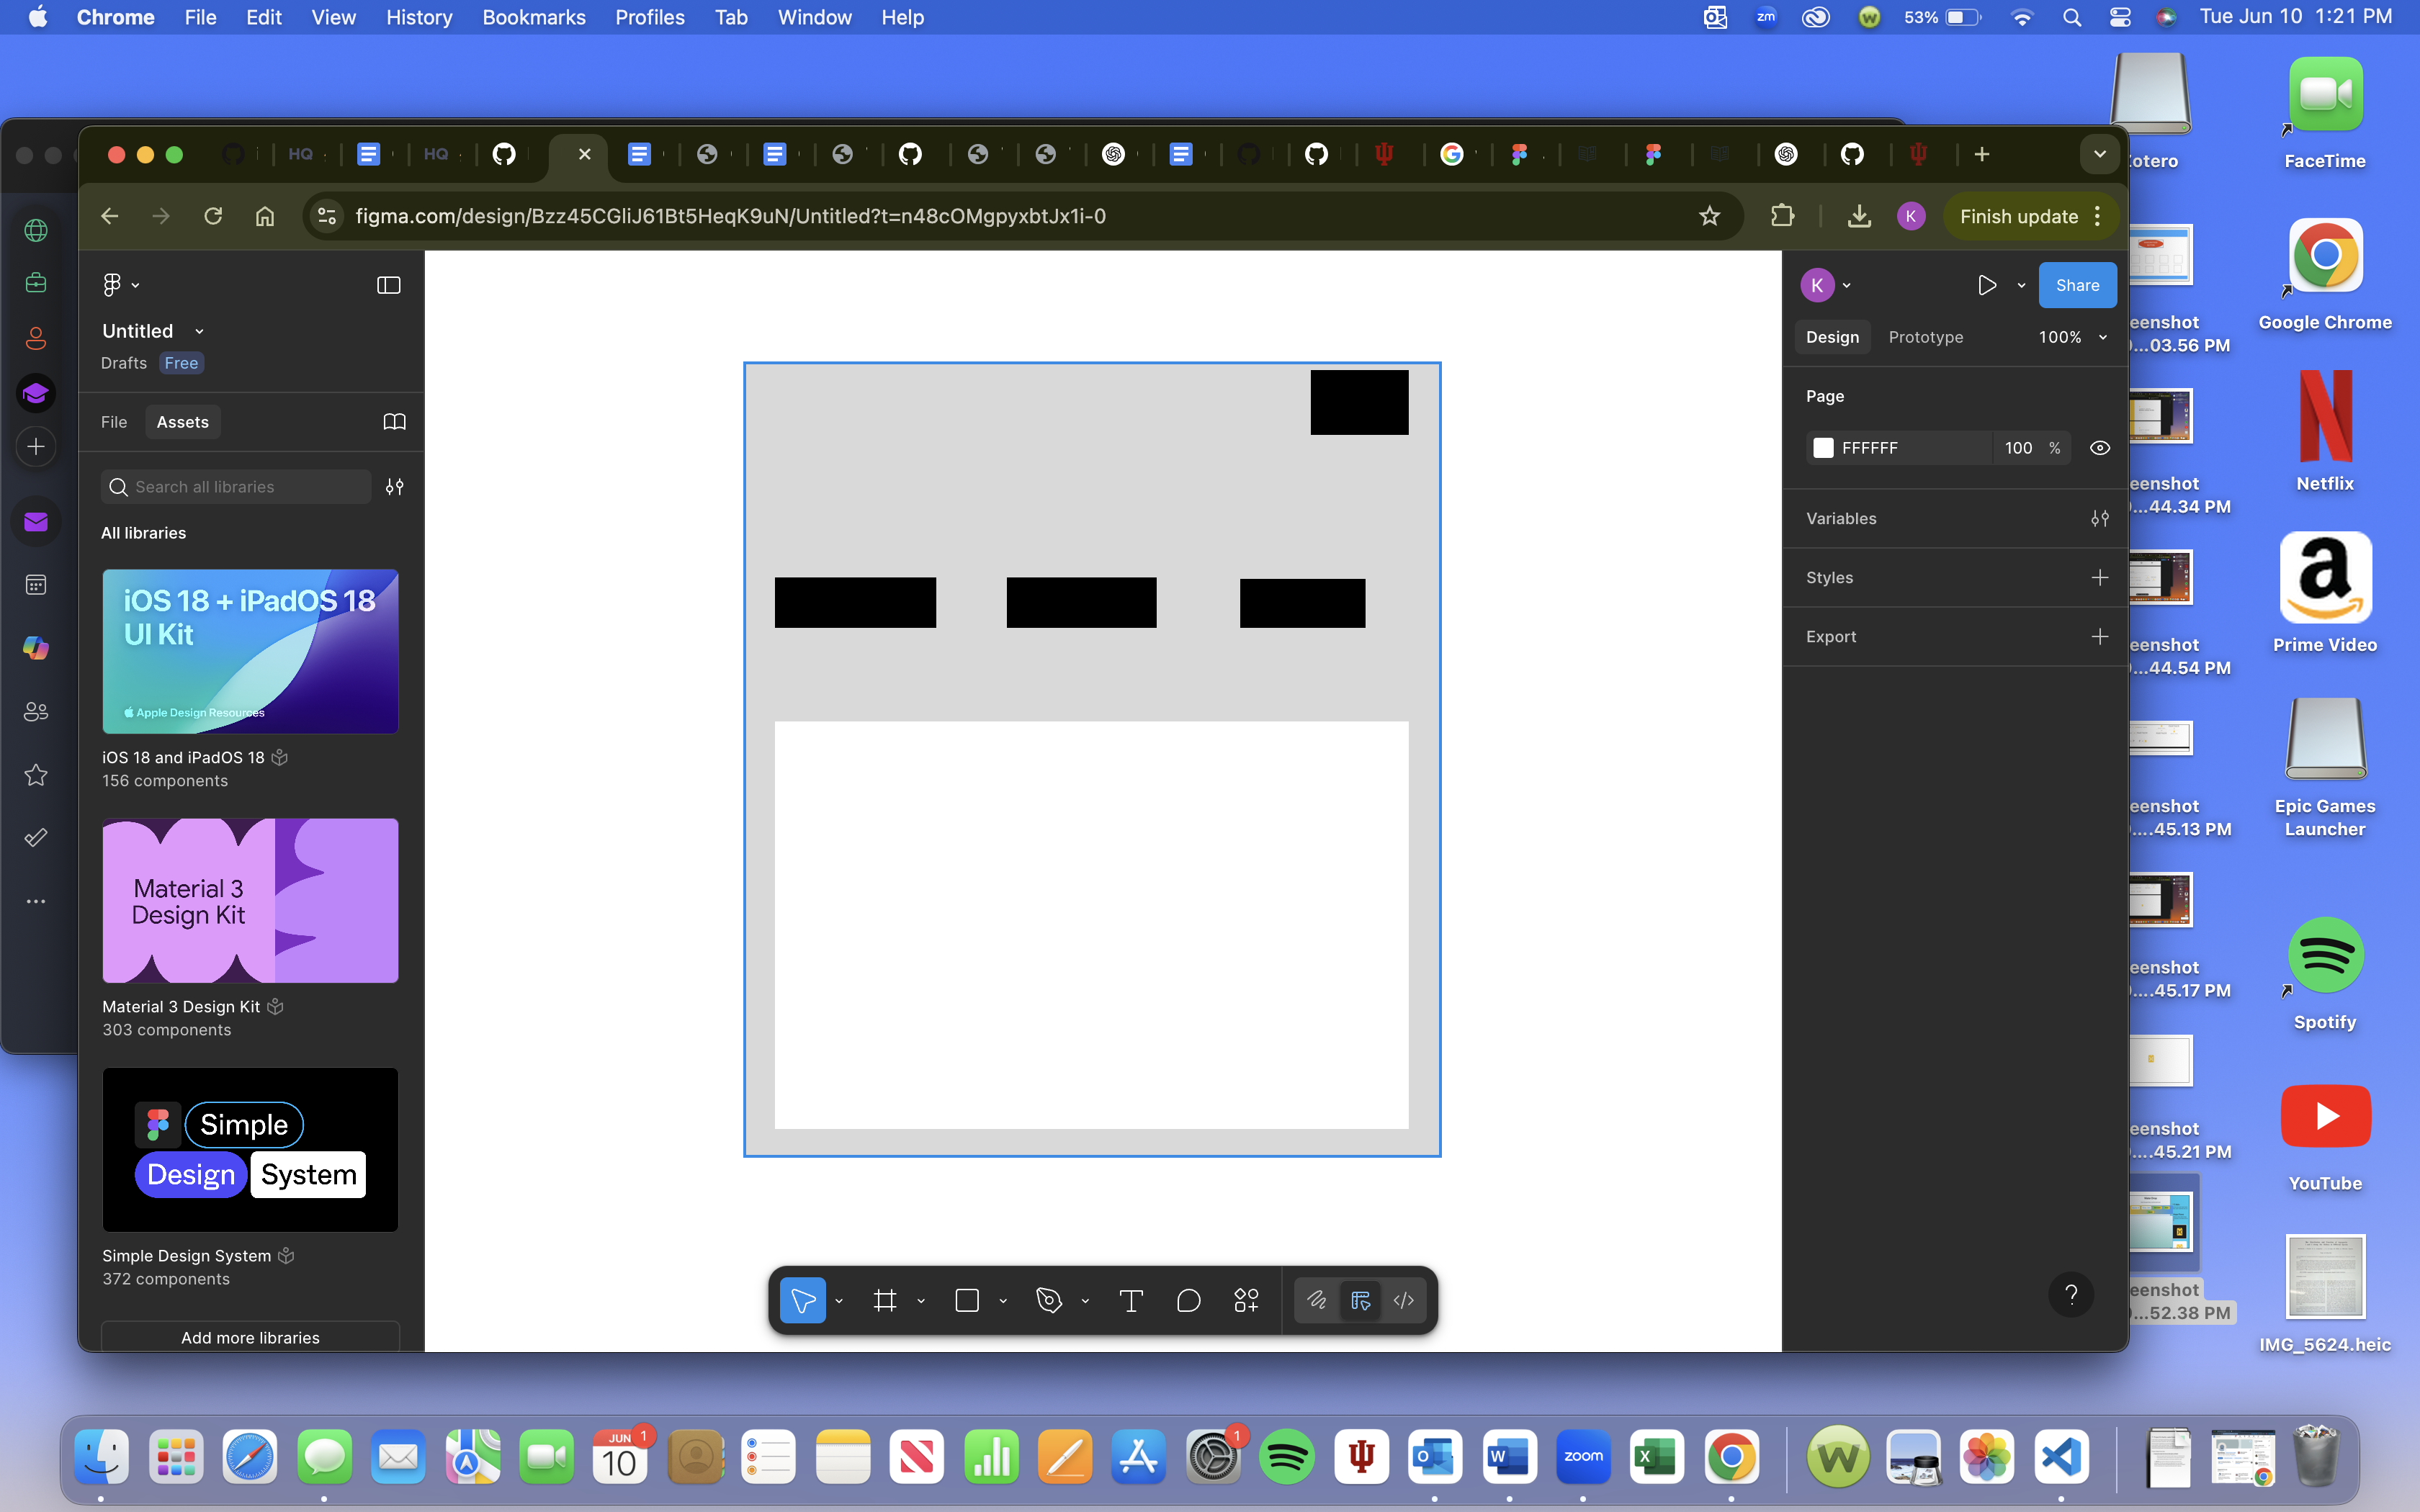 Chrome File Edit View History Bookmarks Profiles Tab Window Help
zm 53% Tue Jun 10 1:21 PM
HQ HQ
figma.com/design/Bzz45CGliJ61Bt5HeqK9uN/Untitled?t=n48cOMgpyxbtJx1i-0
K
Finish update
Untitled
Drafts Free
File Assets
Search all libraries
All libraries
iOS 18 + iPadOS 18
UI Kit
Apple Design Resources
iOS 18 and iPadOS 18
156 components
Material 3
Design Kit
Material 3 Design Kit
303 components
Simple
Design System
Simple Design System
372 components
Add more libraries
K
Share
Design Prototype 100%
Page
FFFFFF 100 %
Variables
Styles
Export
?
Zotero
FaceTime
eenshot
...03.56 PM
Google Chrome
eenshot
...44.34 PM
Netflix
eenshot
...44.54 PM
Prime Video
eenshot
....45.13 PM
Epic Games
Launcher
eenshot
....45.17 PM
Spotify
eenshot
....45.21 PM
YouTube
eenshot
...52.38 PM
IMG_5624.heic
JUN
10
1
1
zoom